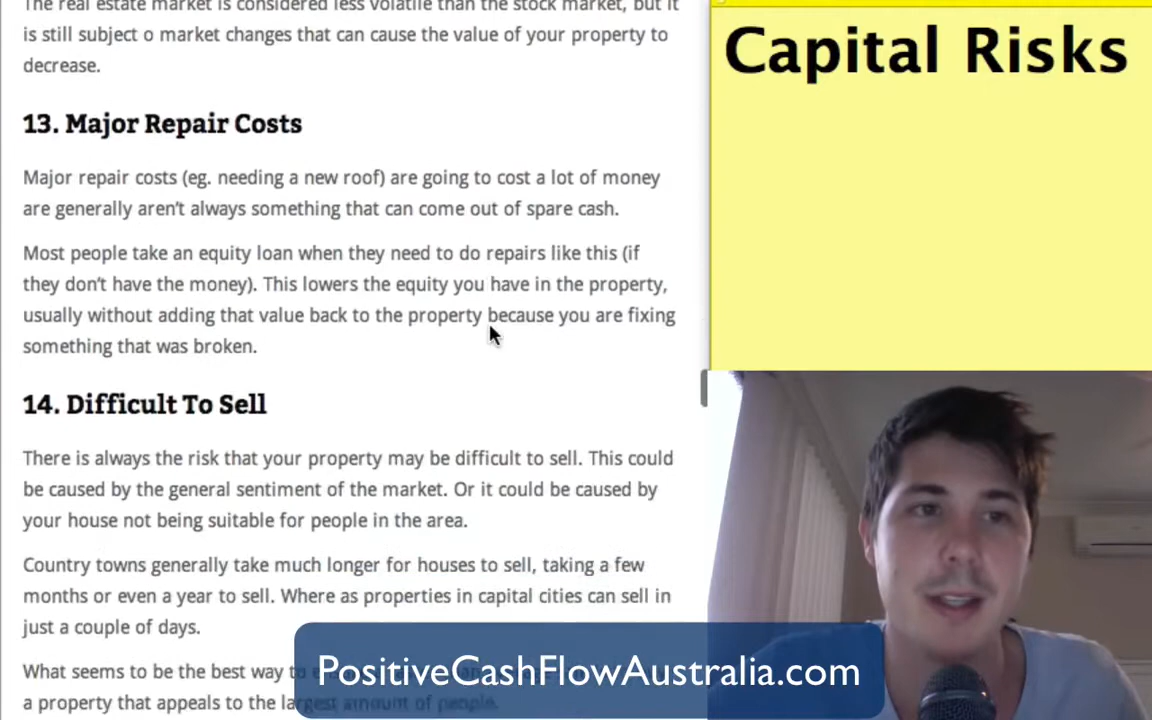 The real estate market is considered less volatile than the stock market, but it
is still subject o market changes that can cause the value of your property to
decrease.
13. Major Repair Costs
Major repair costs (eg. needing a new roof) are going to cost a lot of money
are generally aren't always something that can come out of spare cash.
Most people take an equity loan when they need to do repairs like this (if
they don't have the money). This lowers the equity you have in the property,
usually without adding that value back to the property because you are fixing
something that was broken.
14. Difficult To Sell
There is always the risk that your property may be difficult to sell. This could
be caused by the general sentiment of the market. Or it could be caused by
your house not being suitable for people in the area.
Country towns generally take much longer for houses to sell, taking a few
months or even a year to sell. Where as properties in capital cities can sell in
just a couple of days.
What seems to be the best way to
a property that appeals to the largest amount of people.
Capital Risks
PositiveCashFlowAustralia.com